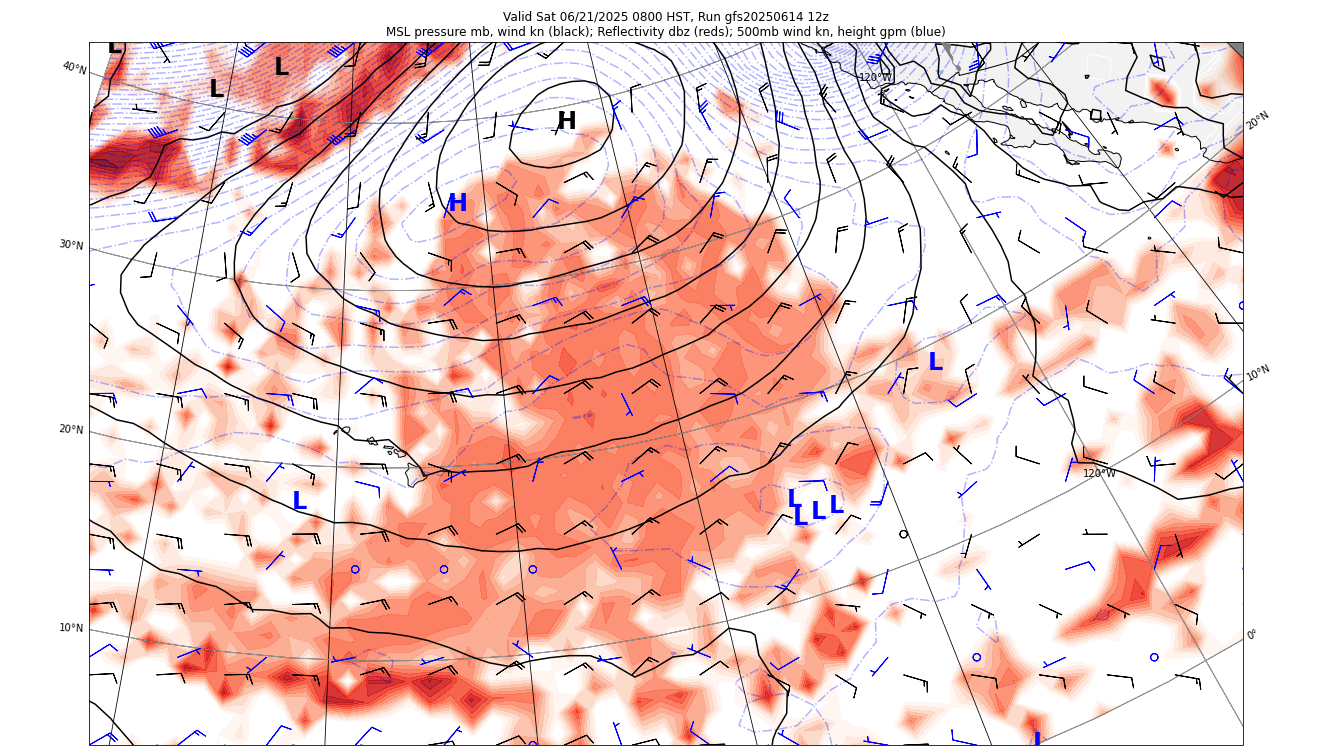 Valid Sat 06/21/2025 0800 HST, Run gfs20250614 12z
MSL pressure mb, wind kn (black); Reflectivity dbz (reds); 500mb wind kn, height gpm (blue)
L
L
L
40°N
120°W
H
20°N
H
30°N
L
10°N
20°N
120°W
L
L
L
L
L
10°N
0°
L